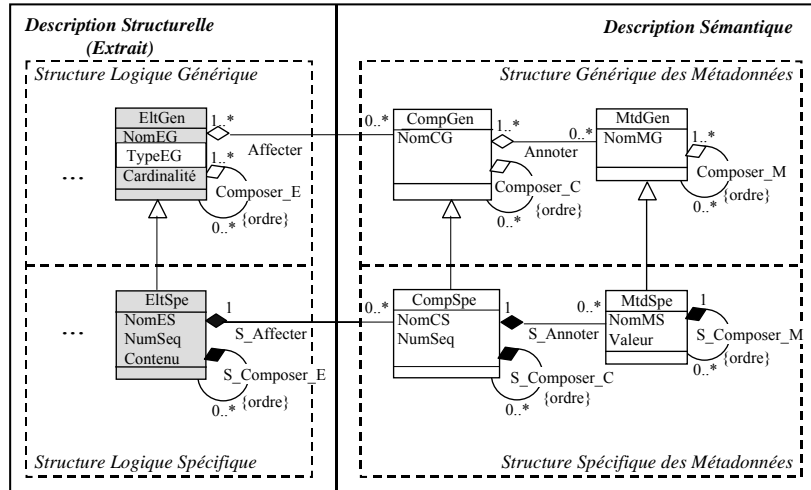 Description Structurelle
(Extrait)
Description Sémantique
Structure Logique Générique
Structure Générique des Métadonnées
EltGen
NomEG
TypeEG
Cardinalité
1..*
Affecter
0..*
1..*
Composer_E
0..*
{ordre}
...
CompGen
NomCG
1..*
Annoter
0..*
Composer_C
0..*
{ordre}
MtdGen
NomMG
1..*
Composer_M
0..*
{ordre}
EltSpe
NomES
NumSeq
Contenu
1
S_Affecter
0..*
S_Composer_E
0..*
{ordre}
...
CompSpe
NomCS
NumSeq
1
S_Annoter
0..*
S_Composer_C
0..*
{ordre}
MtdSpe
NomMS
Valeur
1
S_Composer_M
0..*
{ordre}
Structure Logique Spécifique
Structure Spécifique des Métadonnées